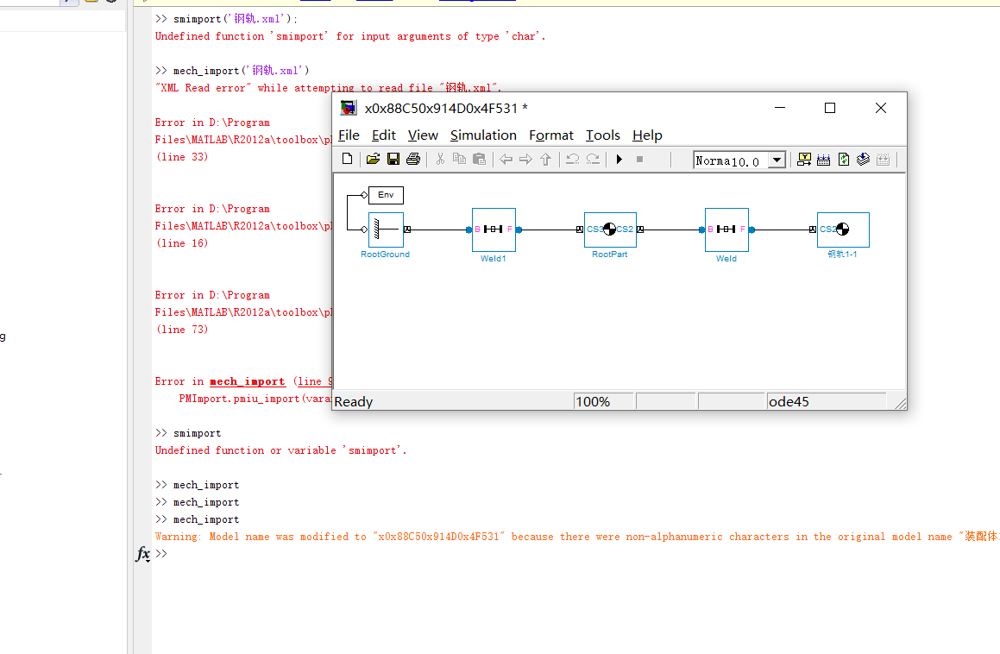 >> smimport('钢轨.xml');
Undefined function 'smimport' for input arguments of type 'char'.
>> mech_import('钢轨.xml')
"XML Read error" while attempting to read file "钢轨.xml".
Error in D:\Program
Files\MATLAB\R2012a\toolbox\
(line 33)
Error in D:\Program
Files\MATLAB\R2012a\toolbox\
(line 16)
Error in D:\Program
Files\MATLAB\R2012a\toolbox\
(line 73)
Error in mech_import (line
PMImport.pmiu_import(
>> smimport
Undefined function or variable 'smimport'.
>> mech_import
>> mech_import
>> mech_import
Warning: Model name was modified to "x0x88C50x914D0x4F531" because there were non-alphanumeric characters in the original model name "装配体
fx >>
x0x88C50x914D0x4F531 *
File Edit View Simulation Format Tools Help
10.0
Env
B F
CS3 CS2
B F
CS2
RootGround
Weld1
RootPart
Weld
钢轨1-1
Ready 100% ode45
g